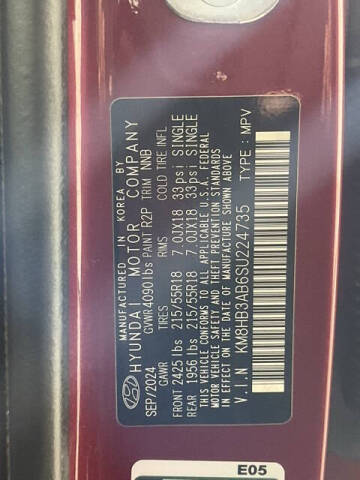 MANUFACTURED IN KOREA BY
HYUNDAI MOTOR COMPANY
GVWR 4090 lbs PAINT R2P TRIM NNB
SEP/2024 GAWR TIRES RIMS COLD TIRE INFL
FRONT 2425 lbs 215/55R18 7.0JX18 33 psi SINGLE
REAR 1956 lbs 215/55R18 7.0JX18 33 psi SINGLE
THIS VEHICLE CONFORMS TO ALL APPLICABLE U.S.A. FEDERAL
MOTOR VEHICLE SAFETY AND THEFT PREVENTION STANDARDS
IN EFFECT ON THE DATE OF MANUFACTURE SHOWN ABOVE
V.I.N : KM8HB3AB6SU224735 TYPE : MPV
E05